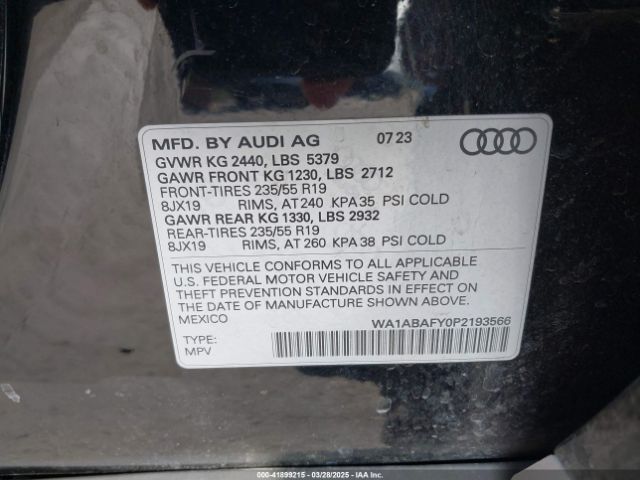 MFD. BY AUDI AG 07 23
GVWR KG 2440, LBS 5379
GAWR FRONT KG 1230, LBS 2712
FRONT-TIRES 235/55 R19
8JX19 RIMS, AT 240 KPA 35 PSI COLD
GAWR REAR KG 1330, LBS 2932
REAR-TIRES 235/55 R19
8JX19 RIMS, AT 260 KPA 38 PSI COLD
THIS VEHICLE CONFORMS TO ALL APPLICABLE
U.S. FEDERAL MOTOR VEHICLE SAFETY AND
THEFT PREVENTION STANDARDS IN EFFECT ON
THE DATE OF MANUFACTURE SHOWN ABOVE.
MEXICO
WA1ABAFY0P2193566
TYPE:
MPV
000-41899215 - 03/28/2025 - IAA Inc.